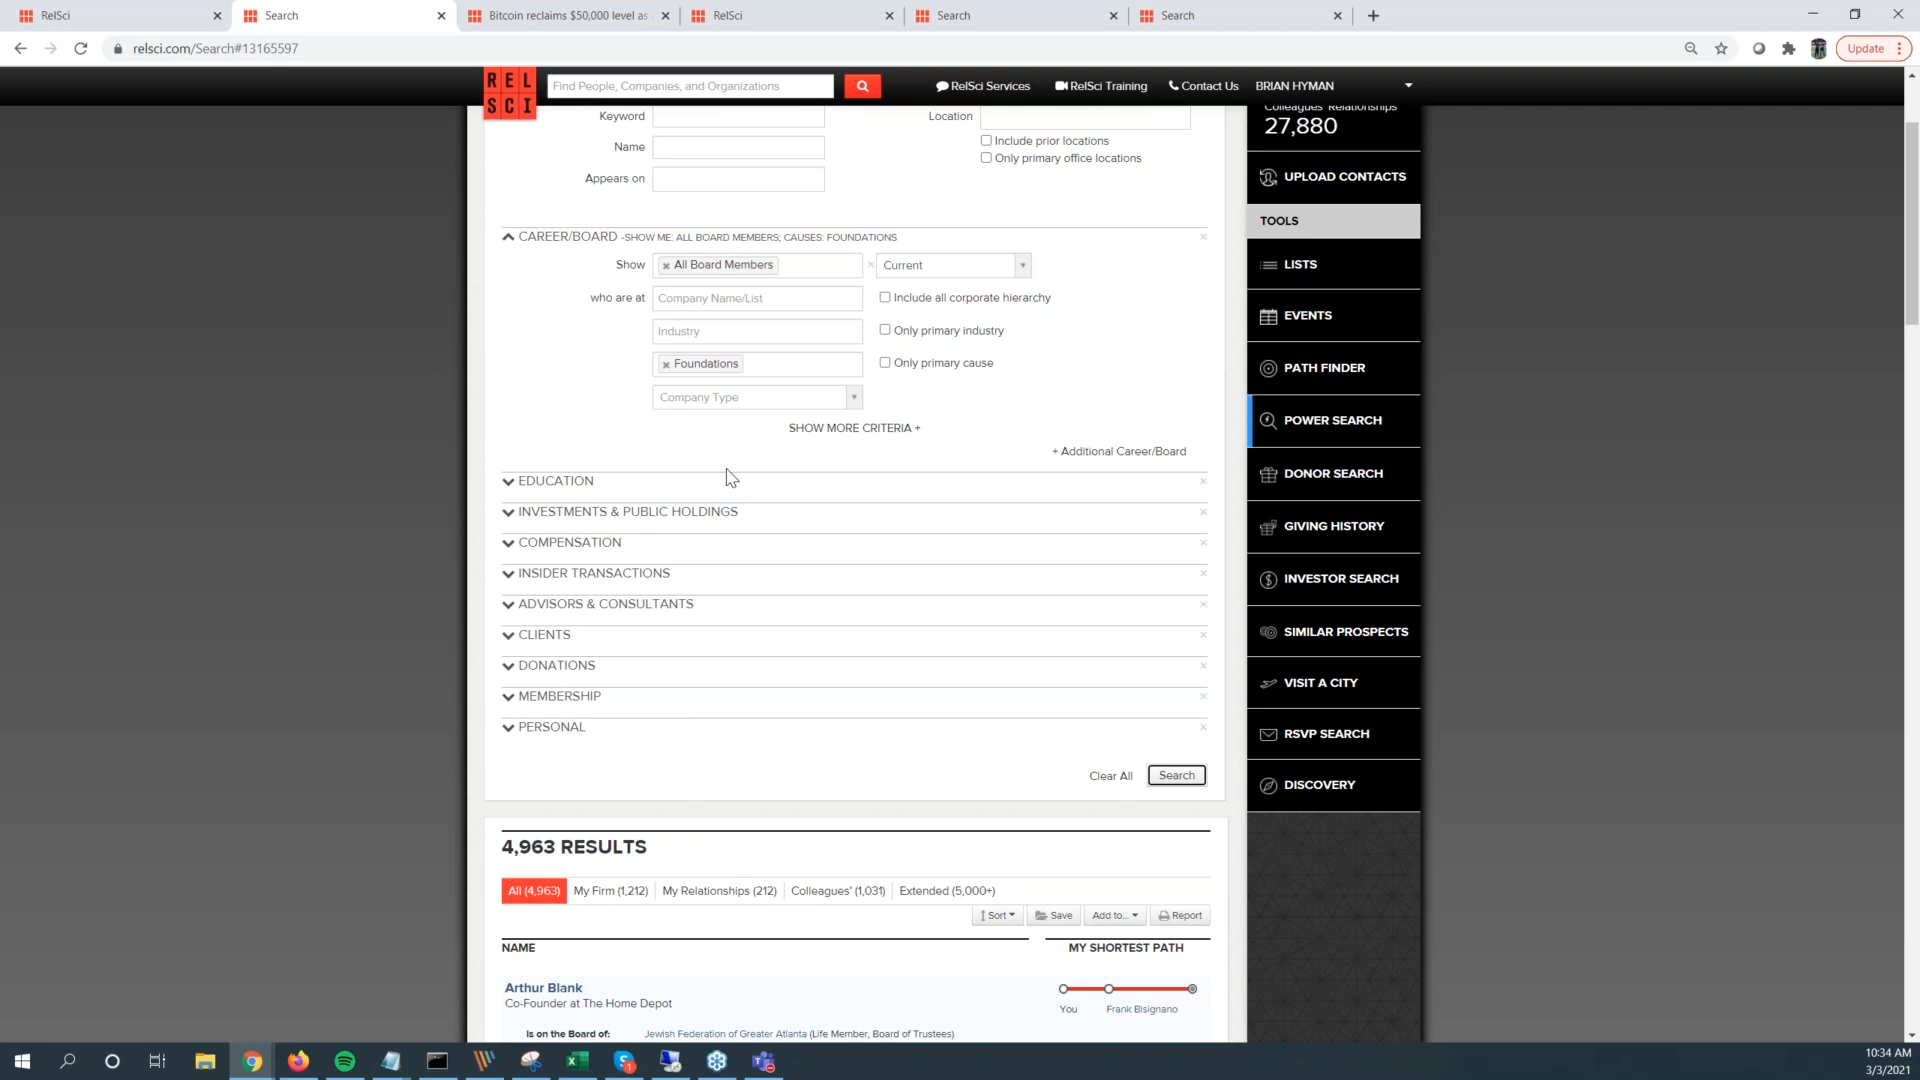 RelSci
Search
Bitcoin reclaims $50,000 level as
RelSci
Search
Search
relsci.com/Search#13165597
Update
REL
SCI
Find People, Companies, and Organizations
RelSci Services
RelSci Training
Contact Us
BRIAN HYMAN
Keyword
Location
Name
Include prior locations
Only primary office locations
Appears on
CAREER/BOARD -SHOW ME: ALL BOARD MEMBERS; CAUSES: FOUNDATIONS
Show
All Board Members
Current
who are at
Company Name/List
Include all corporate hierarchy
Industry
Only primary industry
Foundations
Only primary cause
Company Type
SHOW MORE CRITERIA +
+ Additional Career/Board
EDUCATION
INVESTMENTS & PUBLIC HOLDINGS
COMPENSATION
INSIDER TRANSACTIONS
ADVISORS & CONSULTANTS
CLIENTS
DONATIONS
MEMBERSHIP
PERSONAL
Clear All
Search
4,963 RESULTS
All (4,963)
My Firm (1,212)
My Relationships (212)
Colleagues' (1,031)
Extended (5,000+)
Sort
Save
Add to...
Report
NAME
MY SHORTEST PATH
Arthur Blank
Co-Founder at The Home Depot
You
Frank Bisignano
Is on the Board of:
Jewish Federation of Greater Atlanta (Life Member, Board of Trustees)
Colleagues' Relationships
27,880
UPLOAD CONTACTS
TOOLS
LISTS
EVENTS
PATH FINDER
POWER SEARCH
DONOR SEARCH
GIVING HISTORY
INVESTOR SEARCH
SIMILAR PROSPECTS
VISIT A CITY
RSVP SEARCH
DISCOVERY
10:34 AM
3/3/2021